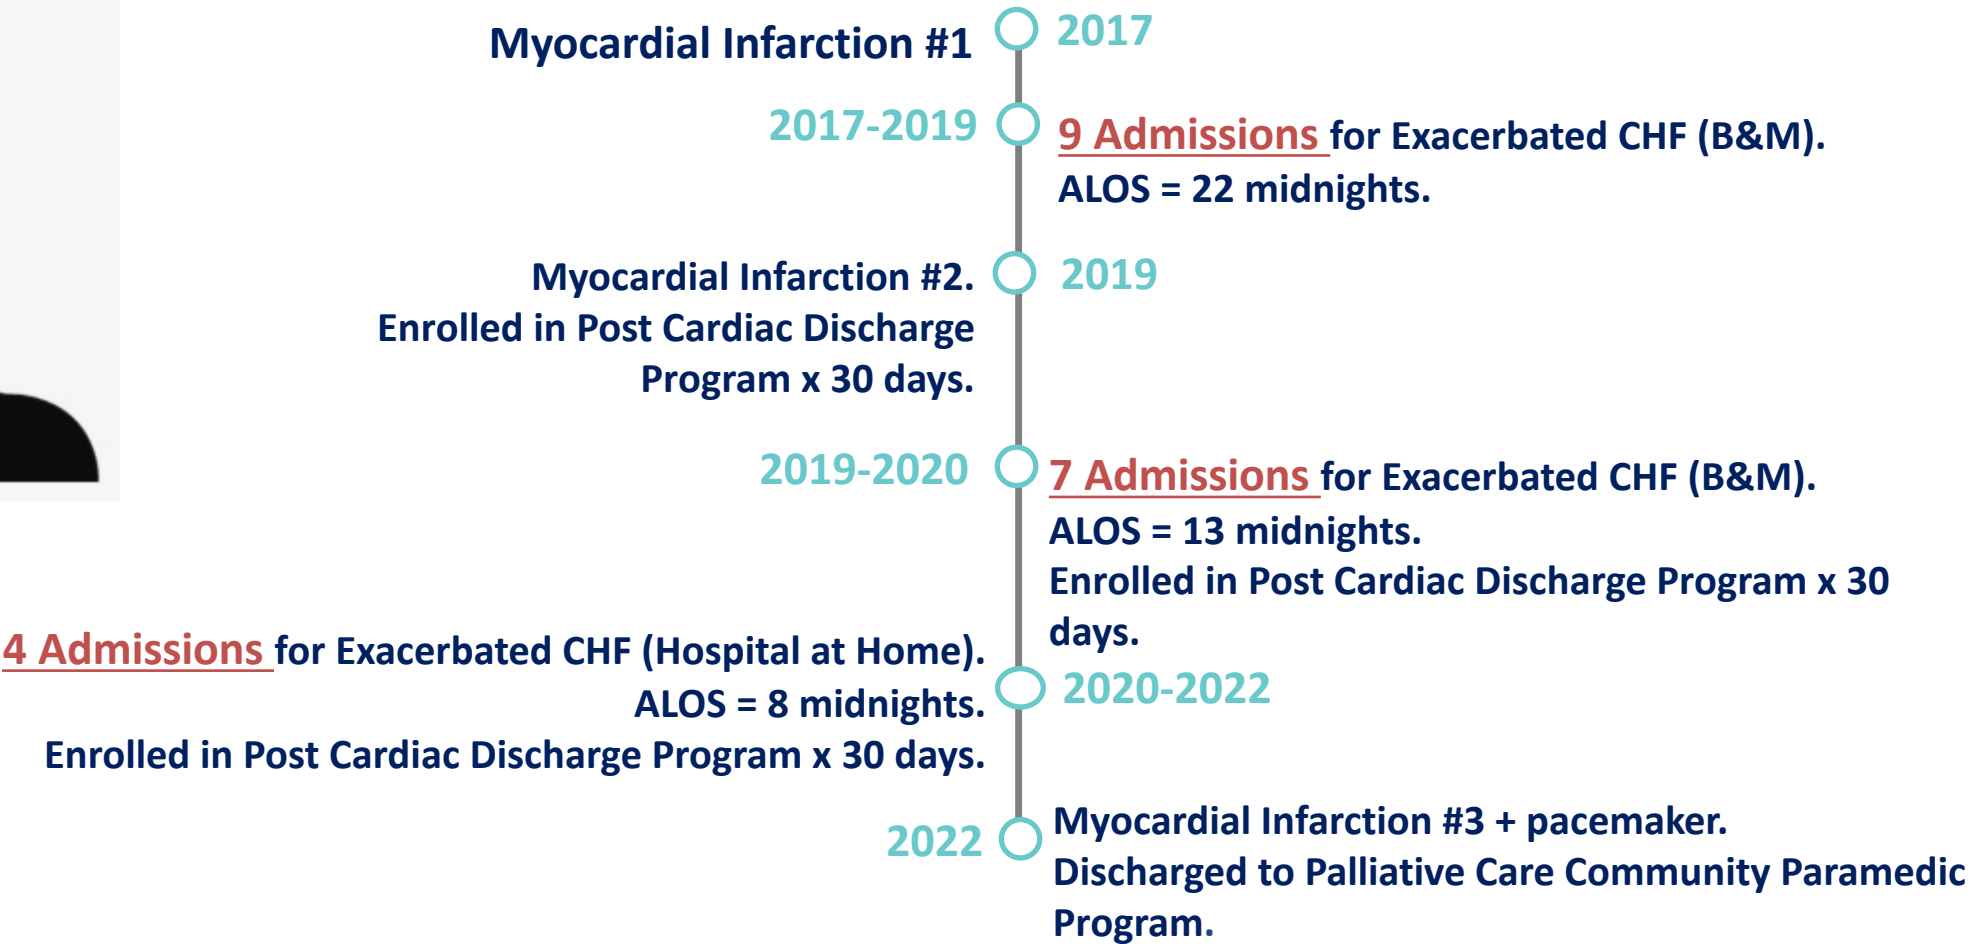 Myocardial Infarction #1
2017
2017-2019
9 Admissions for Exacerbated CHF (B&M).
ALOS = 22 midnights.
Myocardial Infarction #2.
Enrolled in Post Cardiac Discharge
Program x 30 days.
2019
2019-2020
7 Admissions for Exacerbated CHF (B&M).
ALOS = 13 midnights.
Enrolled in Post Cardiac Discharge Program x 30
days.
4 Admissions for Exacerbated CHF (Hospital at Home).
ALOS = 8 midnights.
Enrolled in Post Cardiac Discharge Program x 30 days.
2020-2022
2022
Myocardial Infarction #3 + pacemaker.
Discharged to Palliative Care Community Paramedic
Program.